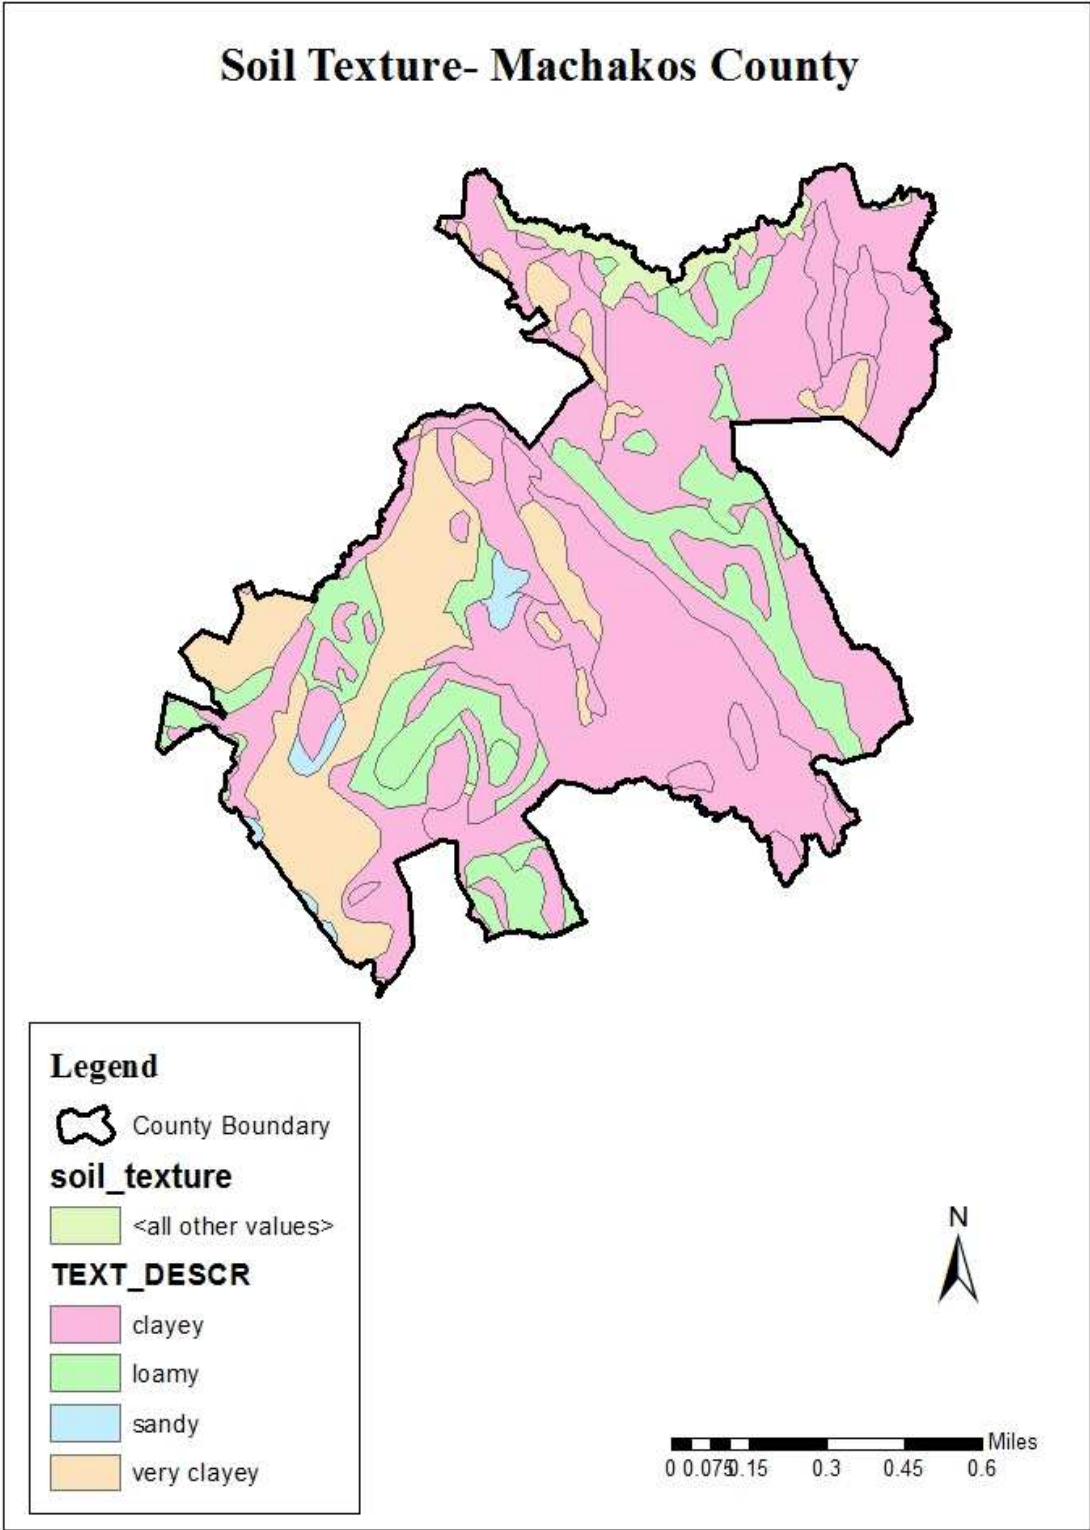 Soil Texture- Machakos County
Legend
County Boundary
soil_texture
<all other values>
TEXT_DESCR
clayey
loamy
sandy
very clayey
N
Miles
0 0.075 0.15 0.3 0.45 0.6